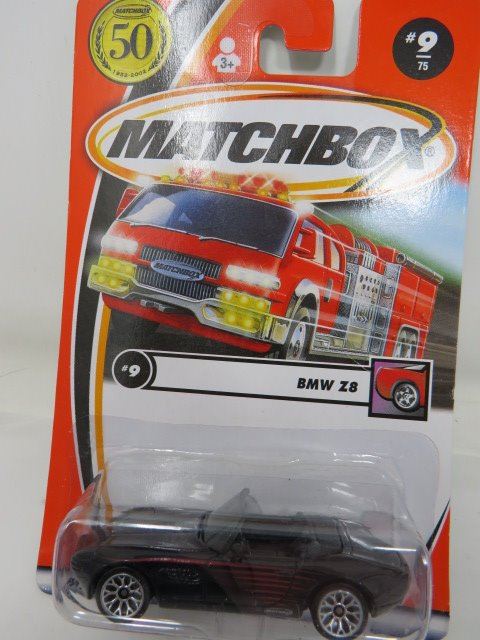 MATCHBOX
50
1952-2002
3+
#9
75
MATCHBOX®
MATCHBOX
#9
BMW Z8